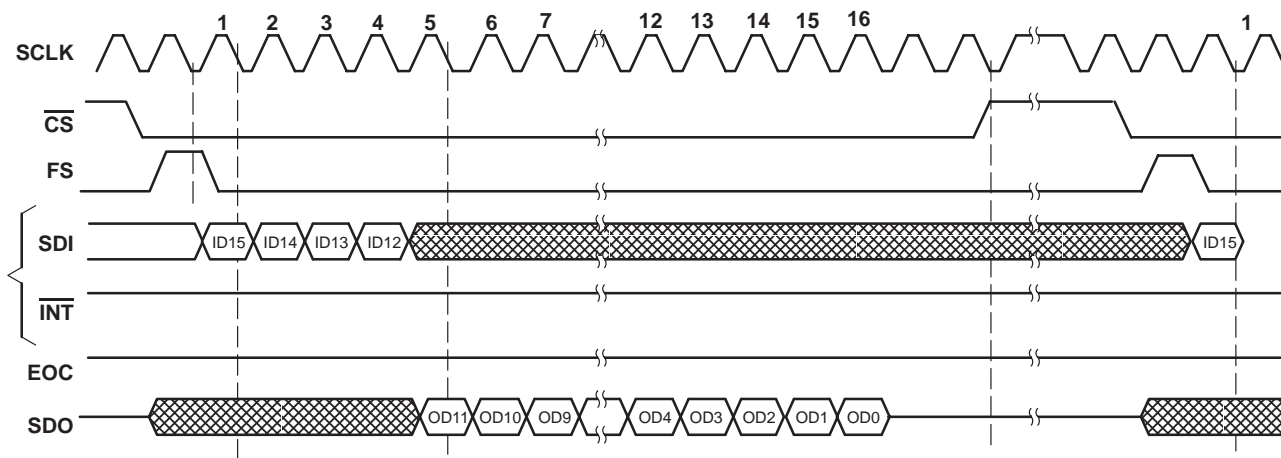 1 2 3 4 5 6 7 12 13 14 15 16 1
SCLK
CS
FS
SDI ID15 ID14 ID13 ID12 ID15
INT
EOC
SDO OD11 OD10 OD9 OD4 OD3 OD2 OD1 OD0